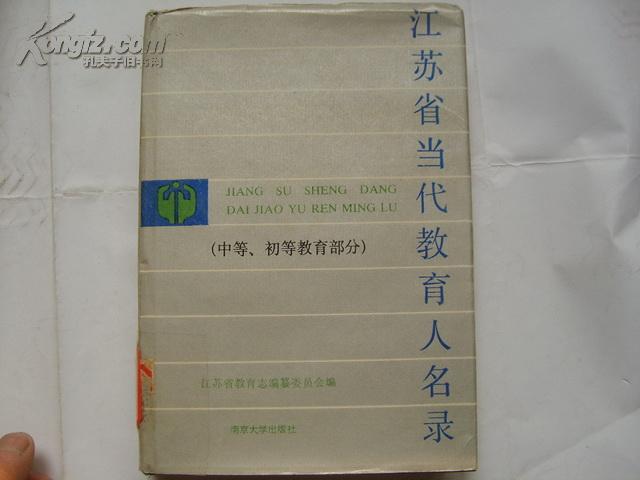 Kongfz.com
孔夫子旧书网
江苏省当代教育人名录
JIANG SU SHENG DANG
DAI JIAO YU REN MING LU
(中等、初等教育部分)
江苏省教育志编纂委员会编
南京大学出版社